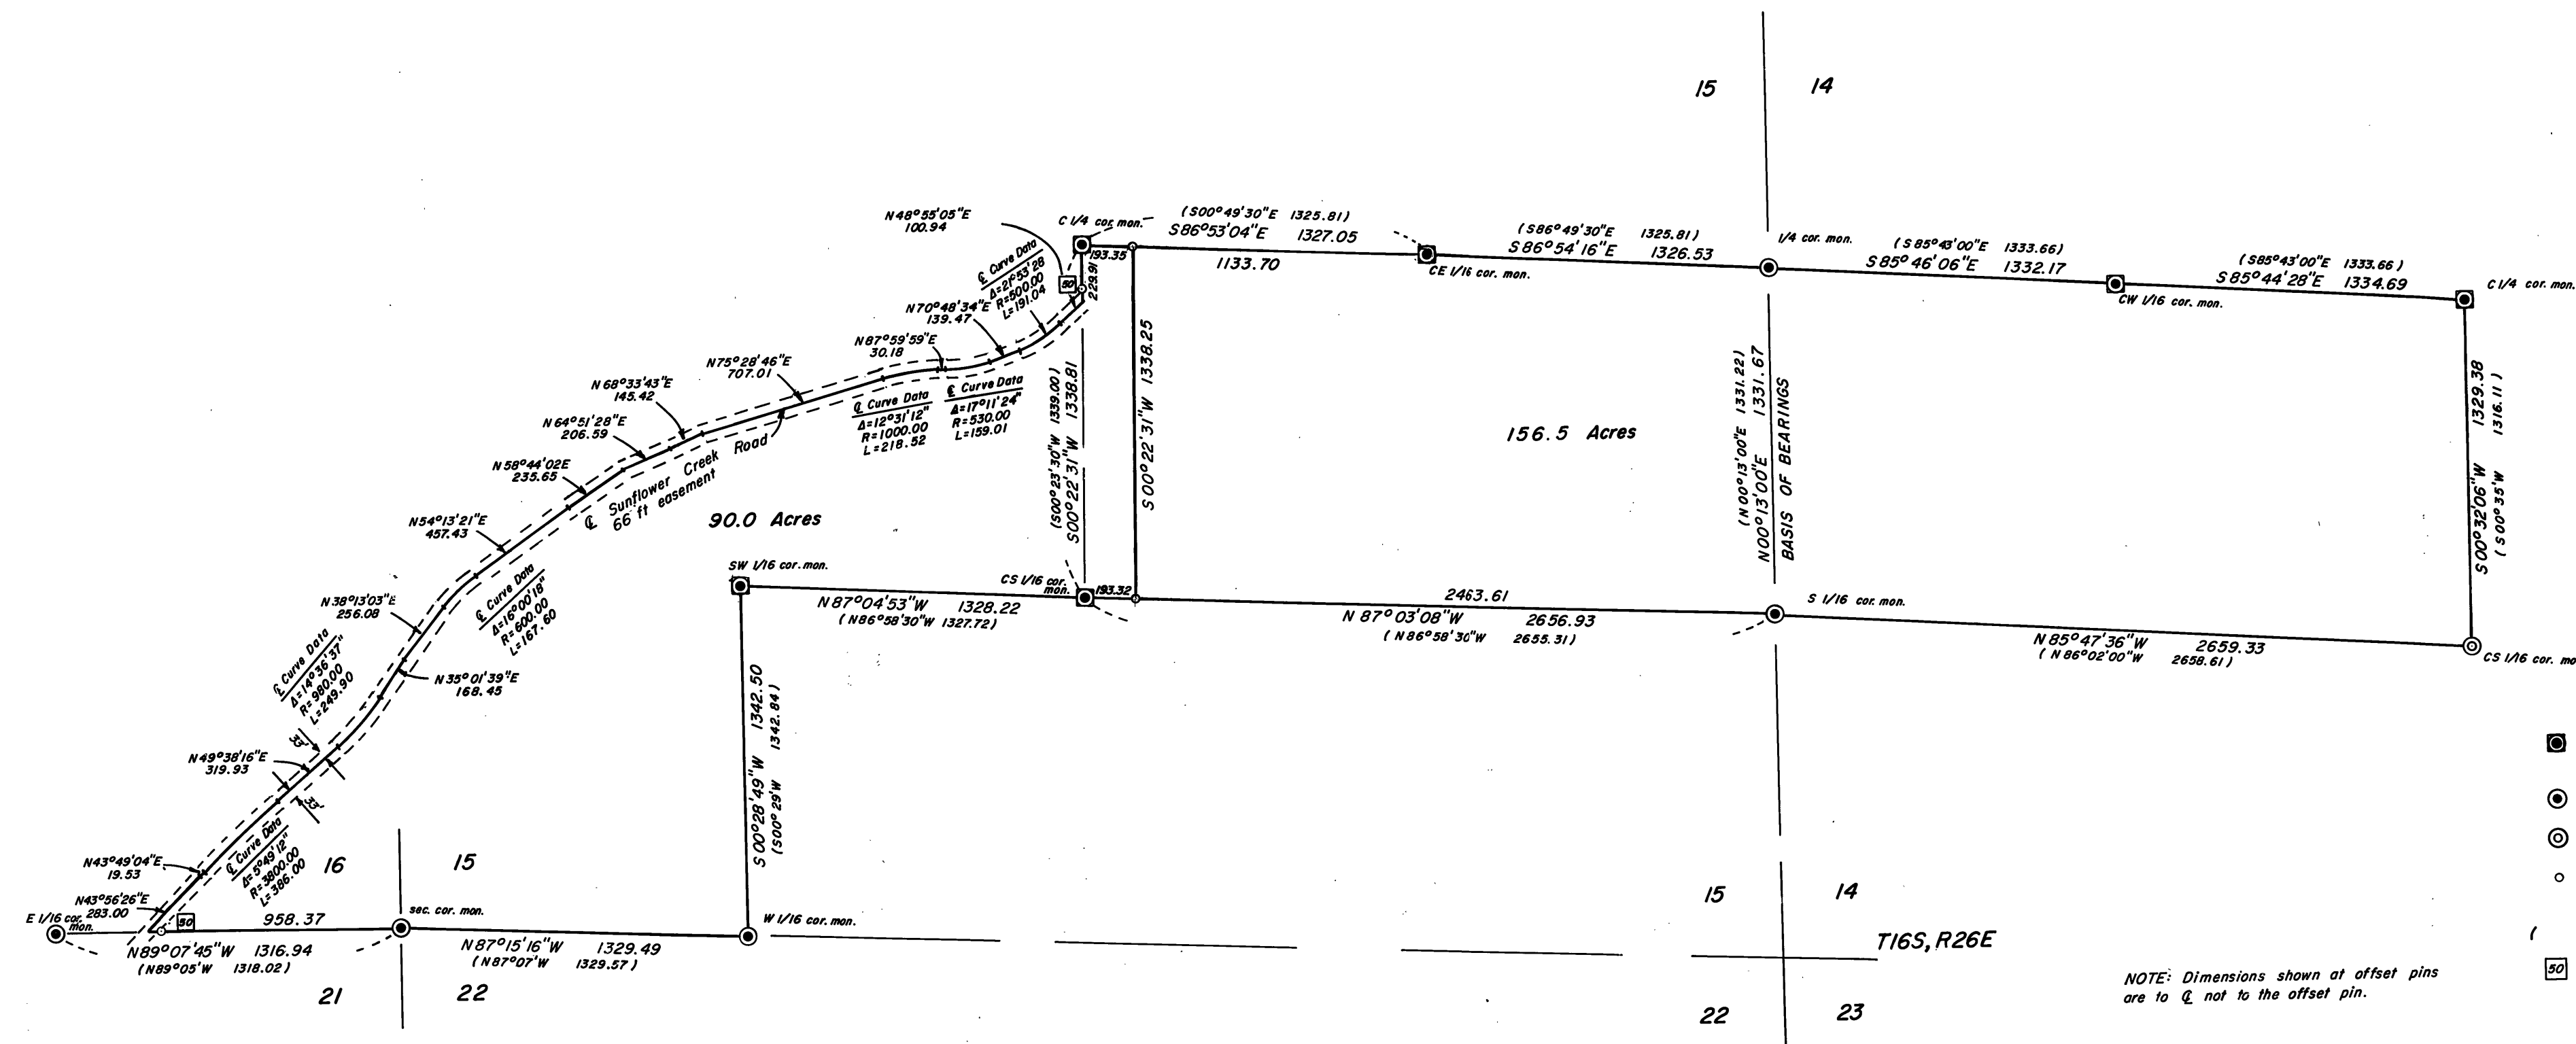 15
14
N48°55'05"E
100.94
C 1/4 cor. mon.
(S00°49'30"E 1325.81)
S86°53'04"E 1327.05
193.35
1133.70
(S86°49'30"E 1325.81)
S86°54'16"E 1326.53
CE 1/16 cor. mon.
1/4 cor. mon.
(S85°43'00"E 1333.66)
S85°46'06"E 1332.17
CW 1/16 cor. mon.
(S85°43'00"E 1333.66)
S85°44'28"E 1334.69
C 1/4 cor. mon.
℄ Curve Data
Δ=21°53'28
R=500.00
L=191.04
50
229.91
N70°48'34"E
139.47
N87°59'59"E
30.18
N75°28'46"E
707.01
N68°33'43"E
145.42
N64°51'28"E
206.59
N58°44'02E
235.65
N54°13'21"E
457.43
N38°13'03"E
256.08
℄ Curve Data
Δ=12°31'12"
R=1000.00
L=218.52
℄ Curve Data
Δ=17°11'24"
R=530.00
L=159.01
℄ Sunflower Creek Road
66 ft easement
90.0 Acres
(S00°23'30"W 1339.00)
S00°22'31"W 1338.81
S00°22'31"W 1338.25
156.5 Acres
(N00°13'00"E 1331.22)
N00°13'00"E 1331.67
BASIS OF BEARINGS
S00°32'06"W 1329.38
(S00°35'W 1316.11)
SW 1/16 cor. mon.
CS 1/16 cor.
mon.
193.32
N87°04'53"W 1328.22
(N86°58'30"W 1327.72)
2463.61
N87°03'08"W 2656.93
(N86°58'30"W 2655.31)
S 1/16 cor. mon.
N85°47'36"W 2659.33
(N86°02'00"W 2658.61)
CS 1/16 cor. mo
℄ Curve Data
Δ=16°00'18"
R=600.00
L=167.60
℄ Curve Data
Δ=14°36'37"
R=980.00
L=249.90
N35°01'39"E
168.45
33'
N49°38'16"E
319.93
33'
S00°28'49"W 1342.50
(S00°29'W 1342.84)
℄ Curve Data
Δ=5°49'12"
R=3800.00
L=386.00
N43°49'04"E
19.53
N43°56'26"E
283.00
E 1/16 cor.
mon.
50
958.37
16
15
sec. cor. mon.
W 1/16 cor. mon.
N89°07'45"W 1316.94
(N89°05'W 1318.02)
N87°15'16"W 1329.49
(N87°07'W 1329.57)
21
22
15
14
T16S, R26E
22
23
NOTE: Dimensions shown at offset pins
are to ℄ not to the offset pin.
(
50